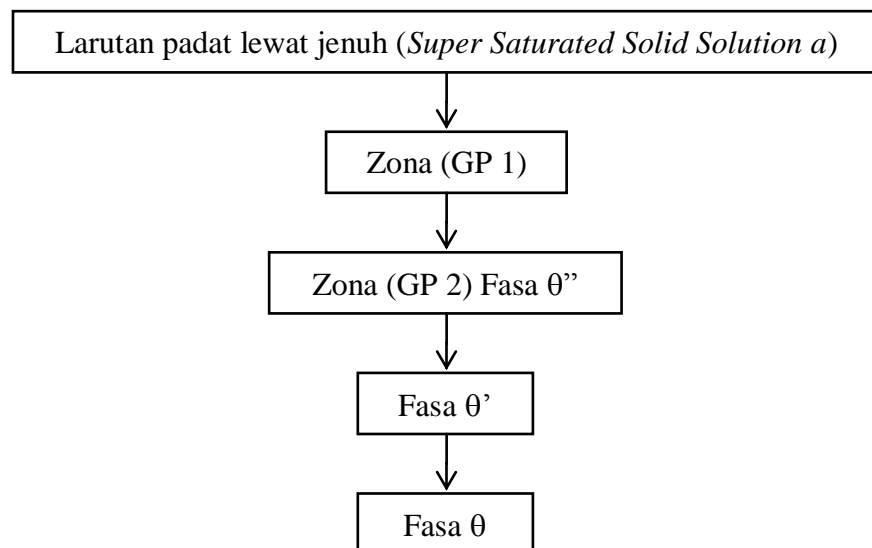 Larutan padat lewat jenuh (Super Saturated Solid Solution a)
Zona (GP 1)
Zona (GP 2) Fasa θ”
Fasa θ’
Fasa θ